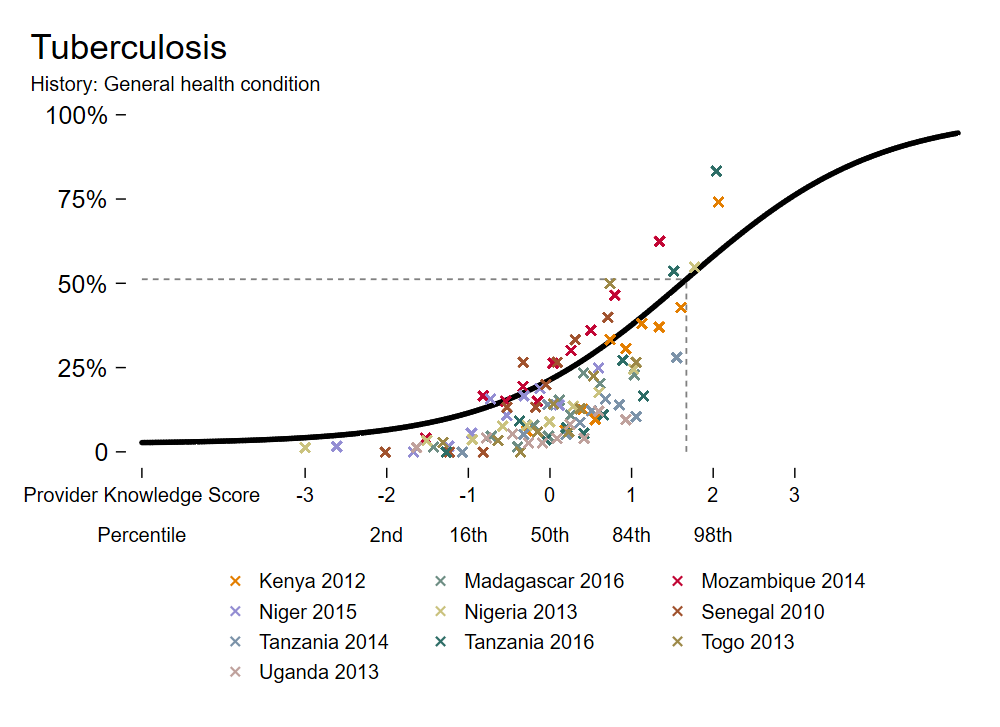 Tuberculosis
History: General health condition
100%
75%
50%
25%
0
Provider Knowledge Score -3 -2 -1 0 1 2 3
Percentile 2nd 16th 50th 84th 98th
Kenya 2012 Madagascar 2016 Mozambique 2014
Niger 2015 Nigeria 2013 Senegal 2010
Tanzania 2014 Tanzania 2016 Togo 2013
Uganda 2013